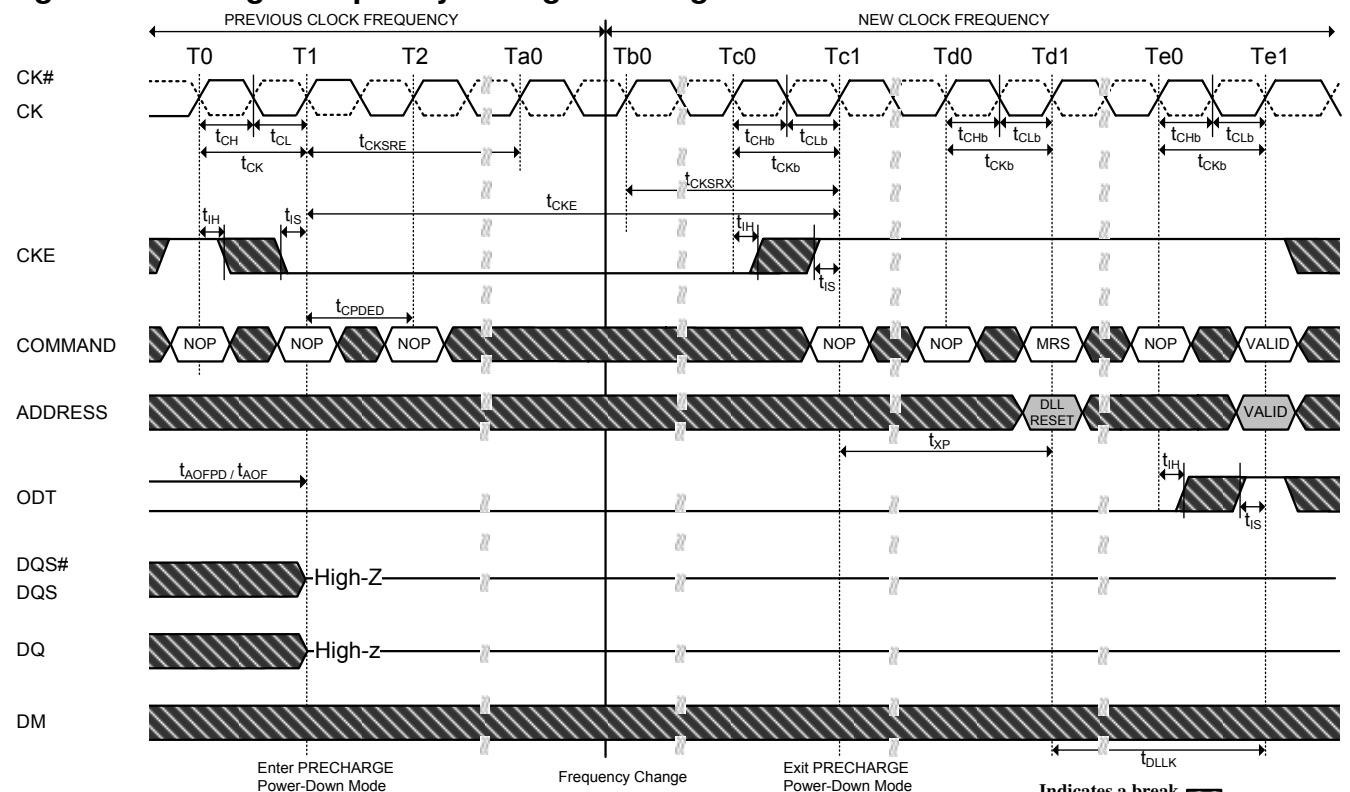 PREVIOUS CLOCK FREQUENCY NEW CLOCK FREQUENCY
T0 T1 T2 Ta0 Tb0 Tc0 Tc1 Td0 Td1 Te0 Te1
CK#
CK
tCH tCL tCHb tCLb tCHb tCLb tCHb tCLb
tCK tCKSRE tCKb tCKb tCKb
tCKSRX
tCKE
tIH tIS tIH
CKE
tIS
tCPDED
COMMAND NOP NOP NOP NOP NOP MRS NOP VALID
ADDRESS DLL RESET VALID
tXP
tAOFPD / tAOF tIH
ODT
tIS
DQS#
DQS High-Z
DQ High-z
DM
tDLLK
Enter PRECHARGE
Power-Down Mode
Frequency Change
Exit PRECHARGE
Power-Down Mode
Indicates a break